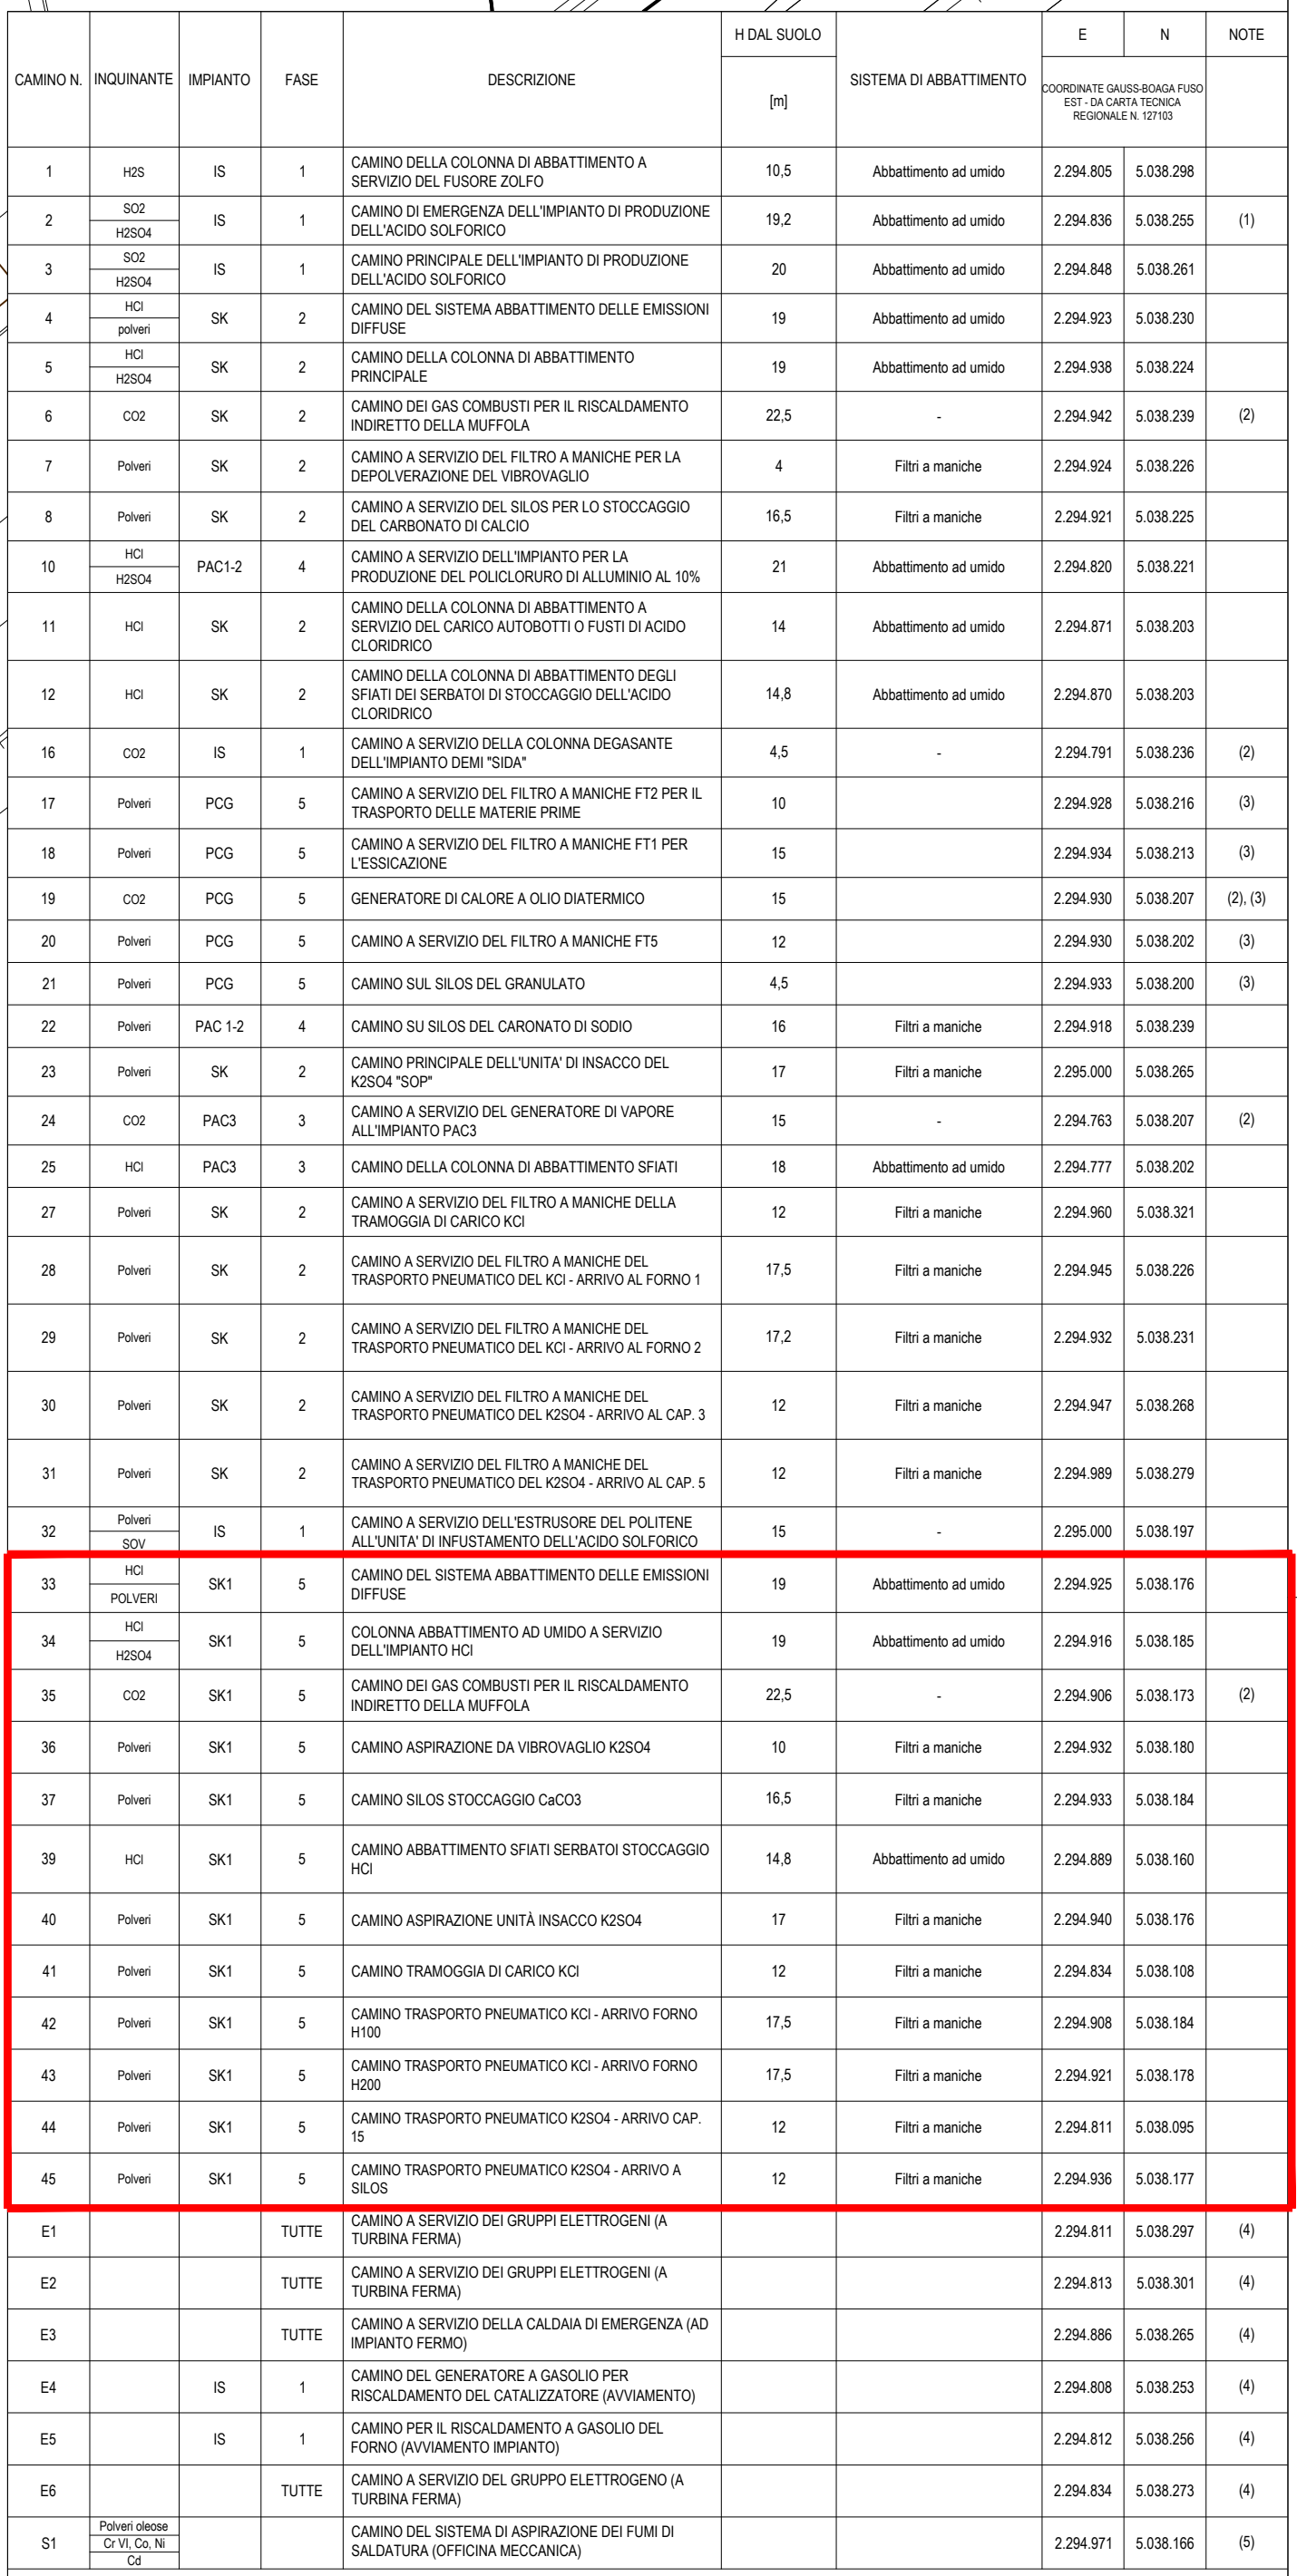 CAMINO N. INQUINANTE IMPIANTO FASE DESCRIZIONE H DAL SUOLO [m] SISTEMA DI ABBATTIMENTO E N NOTE
COORDINATE GAUSS-BOAGA FUSO
EST - DA CARTA TECNICA
REGIONALE N. 127103
1 H2S IS 1 CAMINO DELLA COLONNA DI ABBATTIMENTO A
SERVIZIO DEL FUSORE ZOLFO 10,5 Abbattimento ad umido 2.294.805 5.038.298
2 SO2
H2SO4 IS 1 CAMINO DI EMERGENZA DELL'IMPIANTO DI PRODUZIONE
DELL'ACIDO SOLFORICO 19,2 Abbattimento ad umido 2.294.836 5.038.255 (1)
3 SO2
H2SO4 IS 1 CAMINO PRINCIPALE DELL'IMPIANTO DI PRODUZIONE
DELL'ACIDO SOLFORICO 20 Abbattimento ad umido 2.294.848 5.038.261
4 HCl
polveri SK 2 CAMINO DEL SISTEMA ABBATTIMENTO DELLE EMISSIONI
DIFFUSE 19 Abbattimento ad umido 2.294.923 5.038.230
5 HCl
H2SO4 SK 2 CAMINO DELLA COLONNA DI ABBATTIMENTO
PRINCIPALE 19 Abbattimento ad umido 2.294.938 5.038.224
6 CO2 SK 2 CAMINO DEI GAS COMBUSTI PER IL RISCALDAMENTO
INDIRETTO DELLA MUFFOLA 22,5 - 2.294.942 5.038.239 (2)
7 Polveri SK 2 CAMINO A SERVIZIO DEL FILTRO A MANICHE PER LA
DEPOLVERAZIONE DEL VIBROVAGLIO 4 Filtri a maniche 2.294.924 5.038.226
8 Polveri SK 2 CAMINO A SERVIZIO DEL SILOS PER LO STOCCAGGIO
DEL CARBONATO DI CALCIO 16,5 Filtri a maniche 2.294.921 5.038.225
10 HCl
H2SO4 PAC1-2 4 CAMINO A SERVIZIO DELL'IMPIANTO PER LA
PRODUZIONE DEL POLICLORURO DI ALLUMINIO AL 10% 21 Abbattimento ad umido 2.294.820 5.038.221
11 HCl SK 2 CAMINO DELLA COLONNA DI ABBATTIMENTO A
SERVIZIO DEL CARICO AUTOBOTTI O FUSTI DI ACIDO
CLORIDRICO 14 Abbattimento ad umido 2.294.871 5.038.203
12 HCl SK 2 CAMINO DELLA COLONNA DI ABBATTIMENTO DEGLI
SFIATI DEI SERBATOI DI STOCCAGGIO DELL'ACIDO
CLORIDRICO 14,8 Abbattimento ad umido 2.294.870 5.038.203
16 CO2 IS 1 CAMINO A SERVIZIO DELLA COLONNA DEGASANTE
DELL'IMPIANTO DEMI "SIDA" 4,5 - 2.294.791 5.038.236 (2)
17 Polveri PCG 5 CAMINO A SERVIZIO DEL FILTRO A MANICHE FT2 PER IL
TRASPORTO DELLE MATERIE PRIME 10 2.294.928 5.038.216 (3)
18 Polveri PCG 5 CAMINO A SERVIZIO DEL FILTRO A MANICHE FT1 PER
L'ESSICAZIONE 15 2.294.934 5.038.213 (3)
19 CO2 PCG 5 GENERATORE DI CALORE A OLIO DIATERMICO 15 2.294.930 5.038.207 (2), (3)
20 Polveri PCG 5 CAMINO A SERVIZIO DEL FILTRO A MANICHE FT5 12 2.294.930 5.038.202 (3)
21 Polveri PCG 5 CAMINO SUL SILOS DEL GRANULATO 4,5 2.294.933 5.038.200 (3)
22 Polveri PAC 1-2 4 CAMINO SU SILOS DEL CARONATO DI SODIO 16 Filtri a maniche 2.294.918 5.038.239
23 Polveri SK 2 CAMINO PRINCIPALE DELL'UNITA' DI INSACCO DEL
K2SO4 "SOP" 17 Filtri a maniche 2.295.000 5.038.265
24 CO2 PAC3 3 CAMINO A SERVIZIO DEL GENERATORE DI VAPORE
ALL'IMPIANTO PAC3 15 - 2.294.763 5.038.207 (2)
25 HCl PAC3 3 CAMINO DELLA COLONNA DI ABBATTIMENTO SFIATI 18 Abbattimento ad umido 2.294.777 5.038.202
27 Polveri SK 2 CAMINO A SERVIZIO DEL FILTRO A MANICHE DELLA
TRAMOGGIA DI CARICO KCl 12 Filtri a maniche 2.294.960 5.038.321
28 Polveri SK 2 CAMINO A SERVIZIO DEL FILTRO A MANICHE DEL
TRASPORTO PNEUMATICO DEL KCl - ARRIVO AL FORNO 1 17,5 Filtri a maniche 2.294.945 5.038.226
29 Polveri SK 2 CAMINO A SERVIZIO DEL FILTRO A MANICHE DEL
TRASPORTO PNEUMATICO DEL KCl - ARRIVO AL FORNO 2 17,2 Filtri a maniche 2.294.932 5.038.231
30 Polveri SK 2 CAMINO A SERVIZIO DEL FILTRO A MANICHE DEL
TRASPORTO PNEUMATICO DEL K2SO4 - ARRIVO AL CAP. 3 12 Filtri a maniche 2.294.947 5.038.268
31 Polveri SK 2 CAMINO A SERVIZIO DEL FILTRO A MANICHE DEL
TRASPORTO PNEUMATICO DEL K2SO4 - ARRIVO AL CAP. 5 12 Filtri a maniche 2.294.989 5.038.279
32 Polveri
SOV IS 1 CAMINO A SERVIZIO DELL'ESTRUSORE DEL POLITENE
ALL'UNITA' DI INFUSTAMENTO DELL'ACIDO SOLFORICO 15 - 2.295.000 5.038.197
33 HCl
POLVERI SK1 5 CAMINO DEL SISTEMA ABBATTIMENTO DELLE EMISSIONI
DIFFUSE 19 Abbattimento ad umido 2.294.925 5.038.176
34 HCl
H2SO4 SK1 5 COLONNA ABBATTIMENTO AD UMIDO A SERVIZIO
DELL'IMPIANTO HCl 19 Abbattimento ad umido 2.294.916 5.038.185
35 CO2 SK1 5 CAMINO DEI GAS COMBUSTI PER IL RISCALDAMENTO
INDIRETTO DELLA MUFFOLA 22,5 - 2.294.906 5.038.173 (2)
36 Polveri SK1 5 CAMINO ASPIRAZIONE DA VIBROVAGLIO K2SO4 10 Filtri a maniche 2.294.932 5.038.180
37 Polveri SK1 5 CAMINO SILOS STOCCAGGIO CaCO3 16,5 Filtri a maniche 2.294.933 5.038.184
39 HCl SK1 5 CAMINO ABBATTIMENTO SFIATI SERBATOI STOCCAGGIO
HCl 14,8 Abbattimento ad umido 2.294.889 5.038.160
40 Polveri SK1 5 CAMINO ASPIRAZIONE UNITÀ INSACCO K2SO4 17 Filtri a maniche 2.294.940 5.038.176
41 Polveri SK1 5 CAMINO TRAMOGGIA DI CARICO KCl 12 Filtri a maniche 2.294.834 5.038.108
42 Polveri SK1 5 CAMINO TRASPORTO PNEUMATICO KCl - ARRIVO FORNO
H100 17,5 Filtri a maniche 2.294.908 5.038.184
43 Polveri SK1 5 CAMINO TRASPORTO PNEUMATICO KCl - ARRIVO FORNO
H200 17,5 Filtri a maniche 2.294.921 5.038.178
44 Polveri SK1 5 CAMINO TRASPORTO PNEUMATICO K2SO4 - ARRIVO CAP.
15 12 Filtri a maniche 2.294.811 5.038.095
45 Polveri SK1 5 CAMINO TRASPORTO PNEUMATICO K2SO4 - ARRIVO A
SILOS 12 Filtri a maniche 2.294.936 5.038.177
E1 TUTTE CAMINO A SERVIZIO DEI GRUPPI ELETTROGENI (A
TURBINA FERMA) 2.294.811 5.038.297 (4)
E2 TUTTE CAMINO A SERVIZIO DEI GRUPPI ELETTROGENI (A
TURBINA FERMA) 2.294.813 5.038.301 (4)
E3 TUTTE CAMINO A SERVIZIO DELLA CALDAIA DI EMERGENZA (AD
IMPIANTO FERMO) 2.294.886 5.038.265 (4)
E4 IS 1 CAMINO DEL GENERATORE A GASOLIO PER
RISCALDAMENTO DEL CATALIZZATORE (AVVIAMENTO) 2.294.808 5.038.253 (4)
E5 IS 1 CAMINO PER IL RISCALDAMENTO A GASOLIO DEL
FORNO (AVVIAMENTO IMPIANTO) 2.294.812 5.038.256 (4)
E6 TUTTE CAMINO A SERVIZIO DEL GRUPPO ELETTROGENO (A
TURBINA FERMA) 2.294.834 5.038.273 (4)
S1 Polveri oleose
Cr VI, Co, Ni
Cd CAMINO DEL SISTEMA DI ASPIRAZIONE DEI FUMI DI
SALDATURA (OFFICINA MECCANICA) 2.294.971 5.038.166 (5)